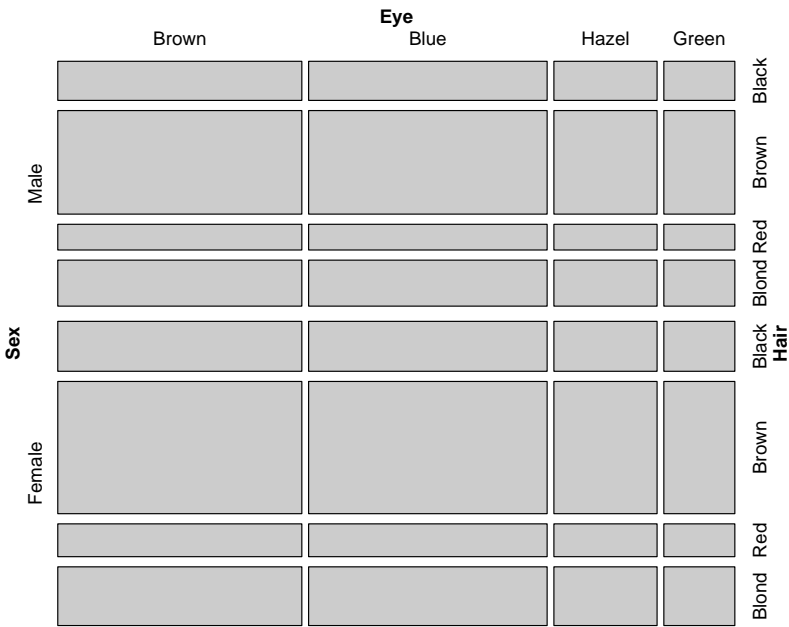 Eye
Brown Blue Hazel Green
Sex
Male
Female
Black
Brown
Red
Blond
Black
Brown
Red
Blond
Hair